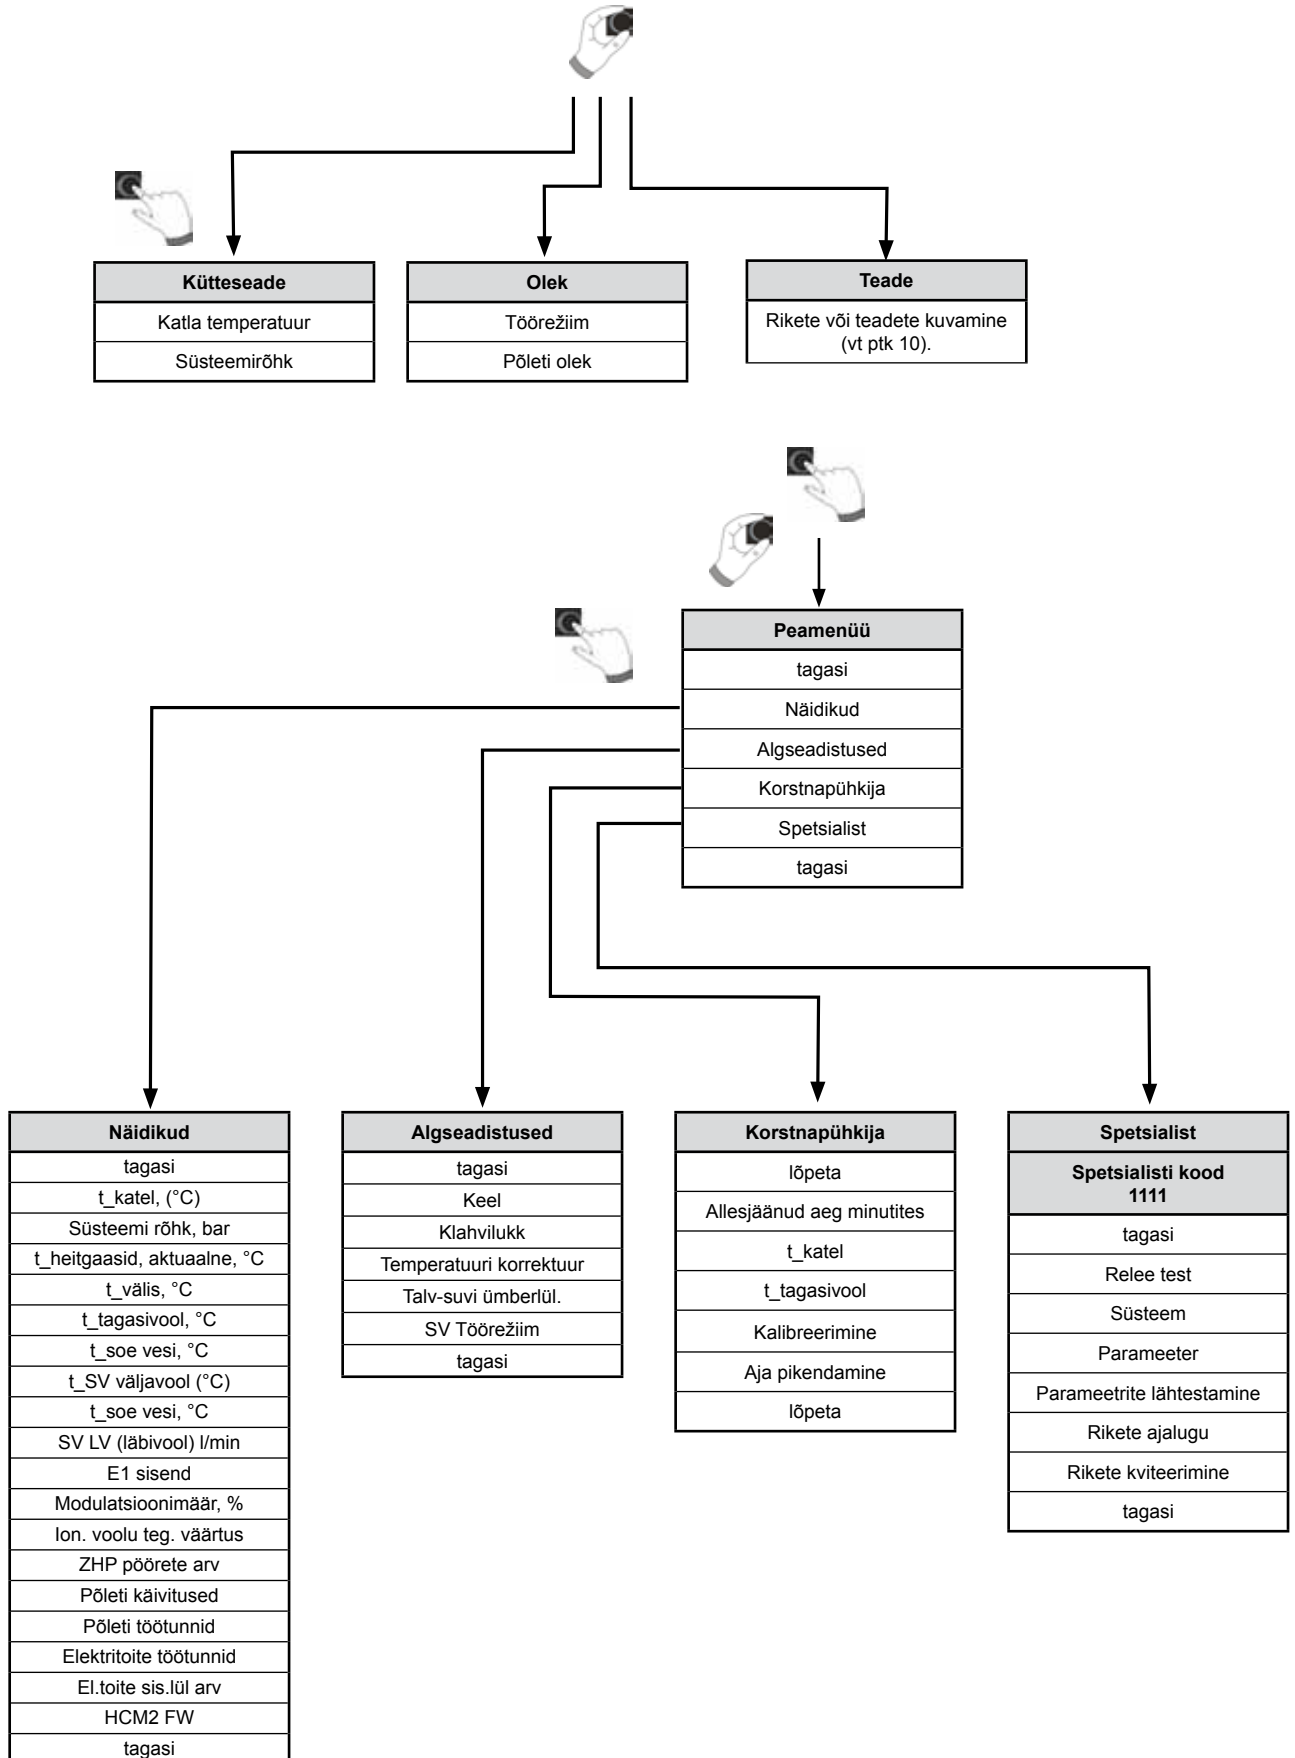 Kütteseade
Katla temperatuur
Süsteemirõhk
Olek
Töörežiim
Põleti olek
Teade
Rikete või teadete kuvamine
(vt ptk 10).
Peamenüü
tagasi
Näidikud
Algseadistused
Korstnapühkija
Spetsialist
tagasi
Näidikud
tagasi
t_katel, (°C)
Süsteemi rõhk, bar
t_heitgaasid, aktuaalne, °C
t_välis, °C
t_tagasivool, °C
t_soe vesi, °C
t_SV väljavool (°C)
t_soe vesi, °C
SV LV (läbivool) l/min
E1 sisend
Modulatsioonimäär, %
Ion. voolu teg. väärtus
ZHP pöörete arv
Põleti käivitused
Põleti töötunnid
Elektritoite töötunnid
El.toite sis.lül arv
HCM2 FW
tagasi
Algseadistused
tagasi
Keel
Klahvilukk
Temperatuuri korrektuur
Talv-suvi ümberlül.
SV Töörežiim
tagasi
Korstnapühkija
lõpeta
Allesjäänud aeg minutites
t_katel
t_tagasivool
Kalibreerimine
Aja pikendamine
lõpeta
Spetsialist
Spetsialisti kood
1111
tagasi
Relee test
Süsteem
Parameeter
Parameetrite lähtestamine
Rikete ajalugu
Rikete kviteerimine
tagasi